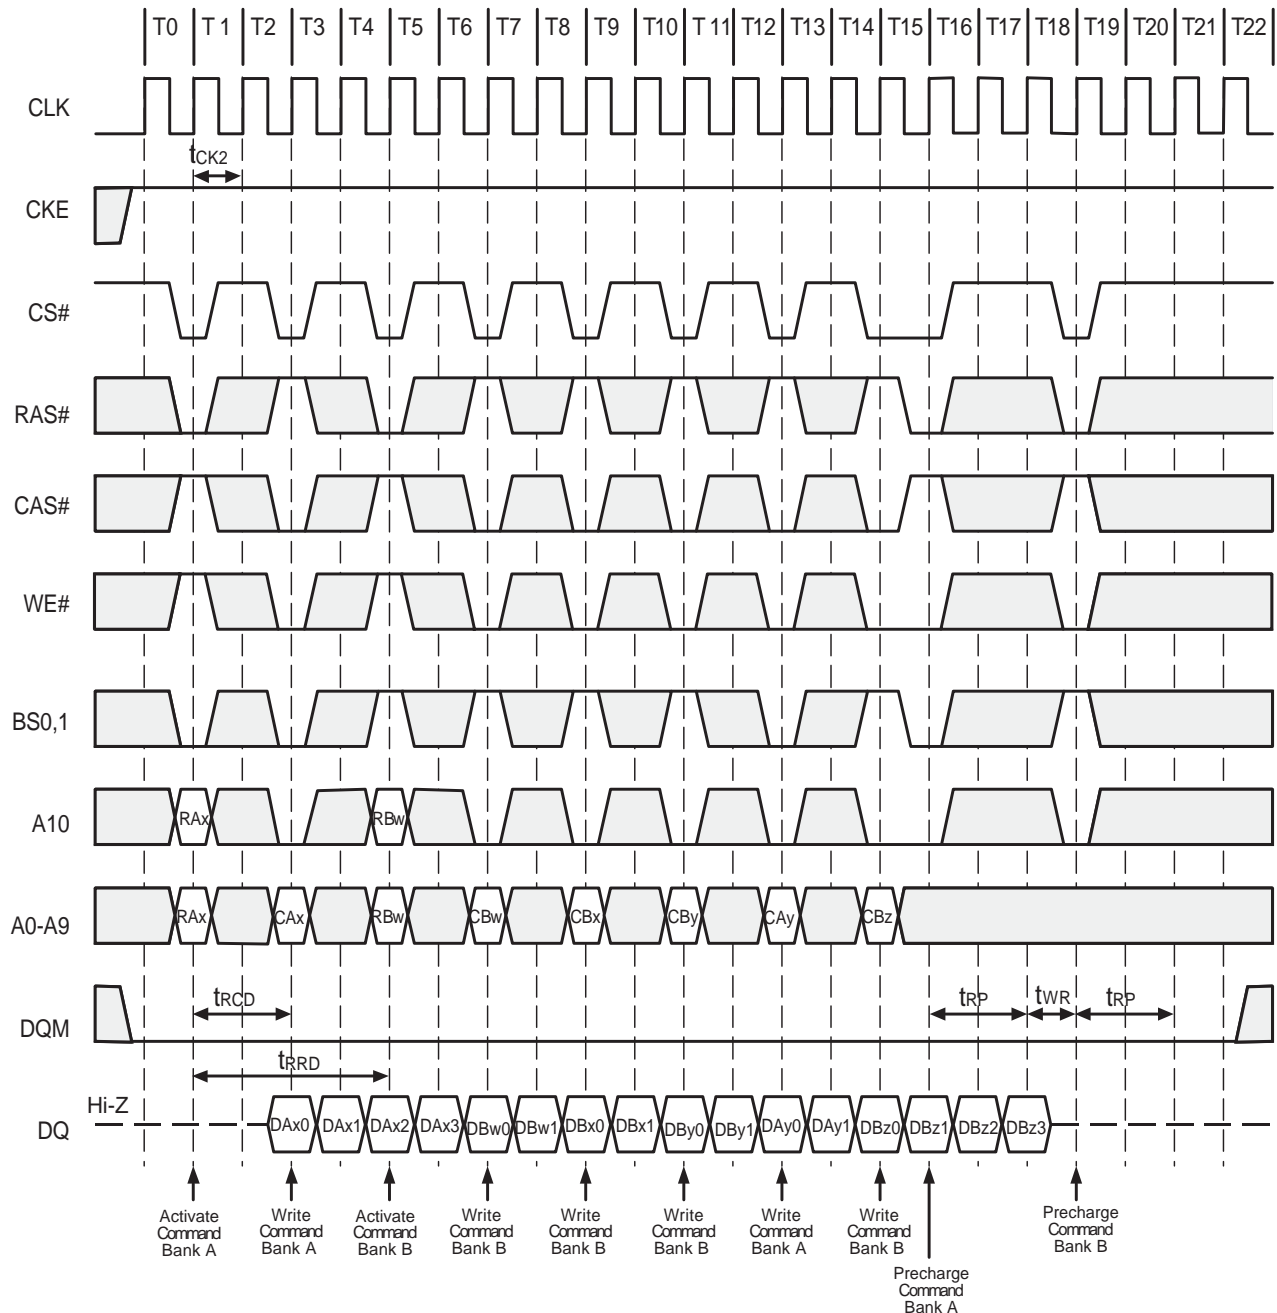 T0 T1 T2 T3 T4 T5 T6 T7 T8 T9 T10 T11 T12 T13 T14 T15 T16 T17 T18 T19 T20 T21 T22
CLK
tCK2
CKE
CS#
RAS#
CAS#
WE#
BS0,1
A10
RAx RBw
A0-A9
RAx CAx RBw CBw CBx CBy CAy CBz
DQM
tRCD tRP tWR tRP
tRRD
Hi-Z
DQ
DAx0 DAx1 DAx2 DAx3 DBw0 DBw1 DBx0 DBx1 DBy0 DBy1 DAy0 DAy1 DBz0 DBz1 DBz2 DBz3
Activate
Command
Bank A
Write
Command
Bank A
Activate
Command
Bank B
Write
Command
Bank B
Write
Command
Bank B
Write
Command
Bank B
Write
Command
Bank A
Write
Command
Bank B
Precharge
Command
Bank A
Precharge
Command
Bank B